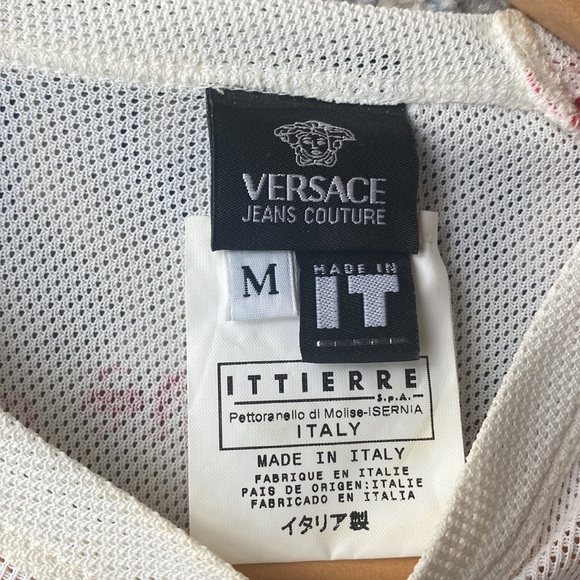 VERSACE
JEANS COUTURE
M
MADE IN
IT
ITTIERRE
S.p.A.
Pettoranello di Molise-ISERNIA
ITALY
MADE IN ITALY
FABRIQUE EN ITALIE
PAIS DE ORIGEN:ITALIE
FABRICADO EN ITALIA
イタリア製